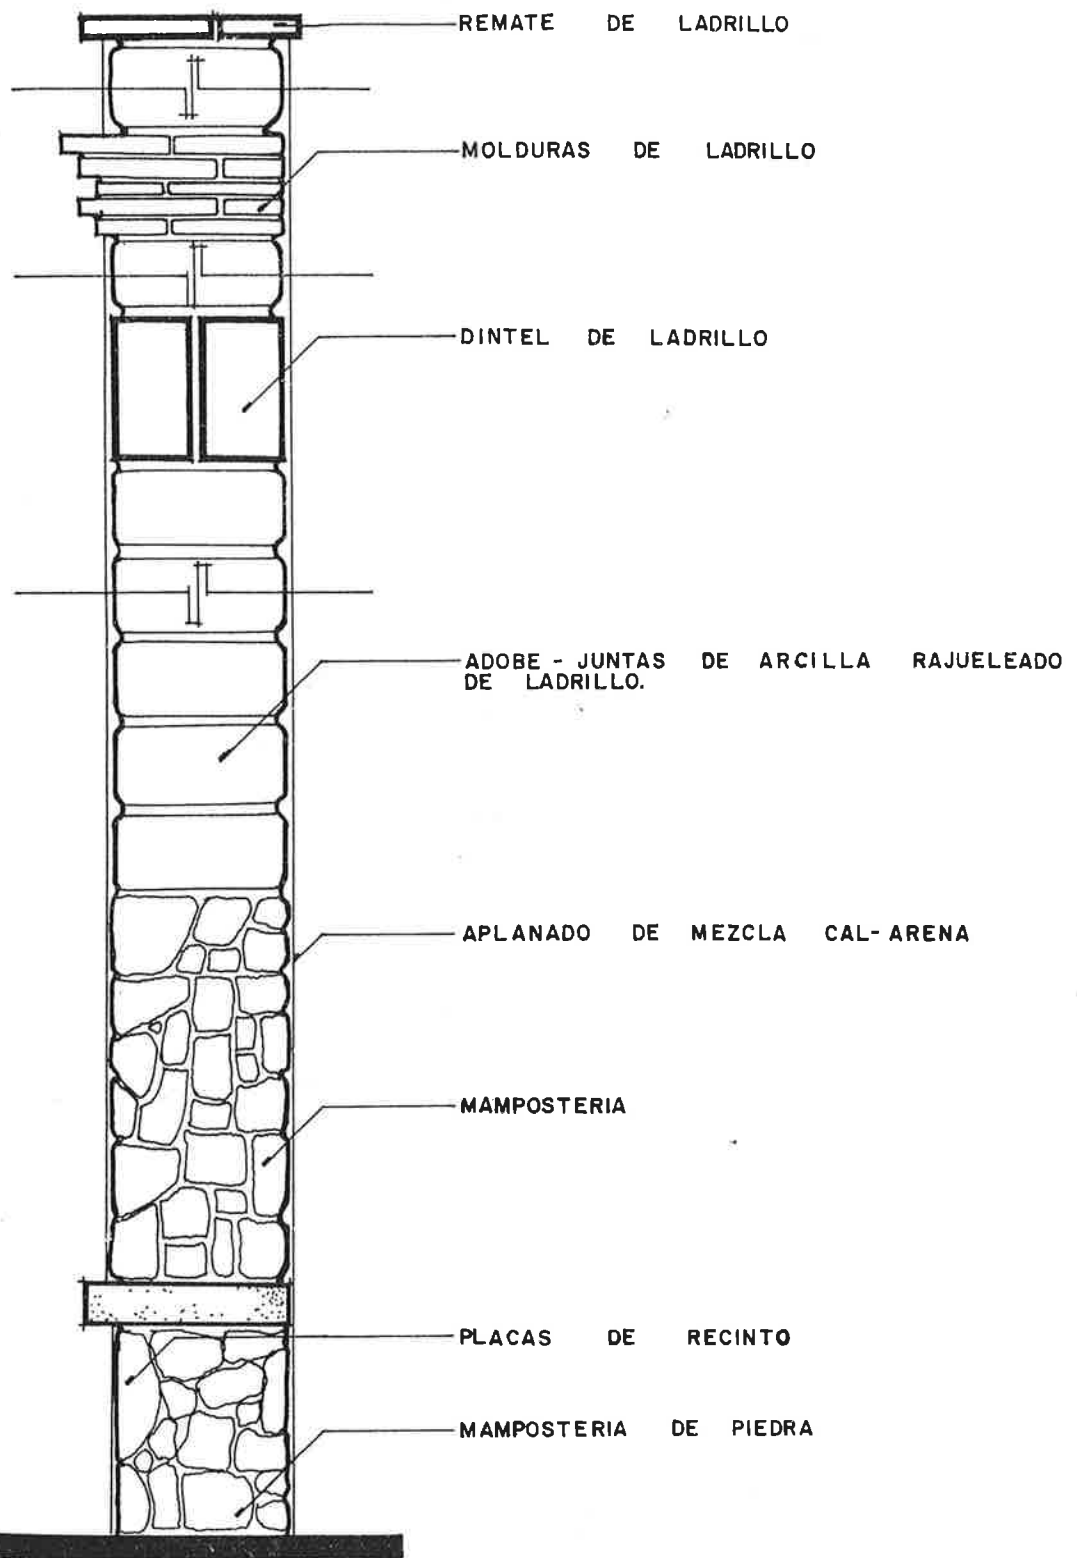 REMATE DE LADRILLO
MOLDURAS DE LADRILLO
DINTEL DE LADRILLO
ADOBE - JUNTAS DE ARCILLA RAJUELEADO
DE LADRILLO.
APLANADO DE MEZCLA CAL-ARENA
MAMPOSTERIA
PLACAS DE RECINTO
MAMPOSTERIA DE PIEDRA